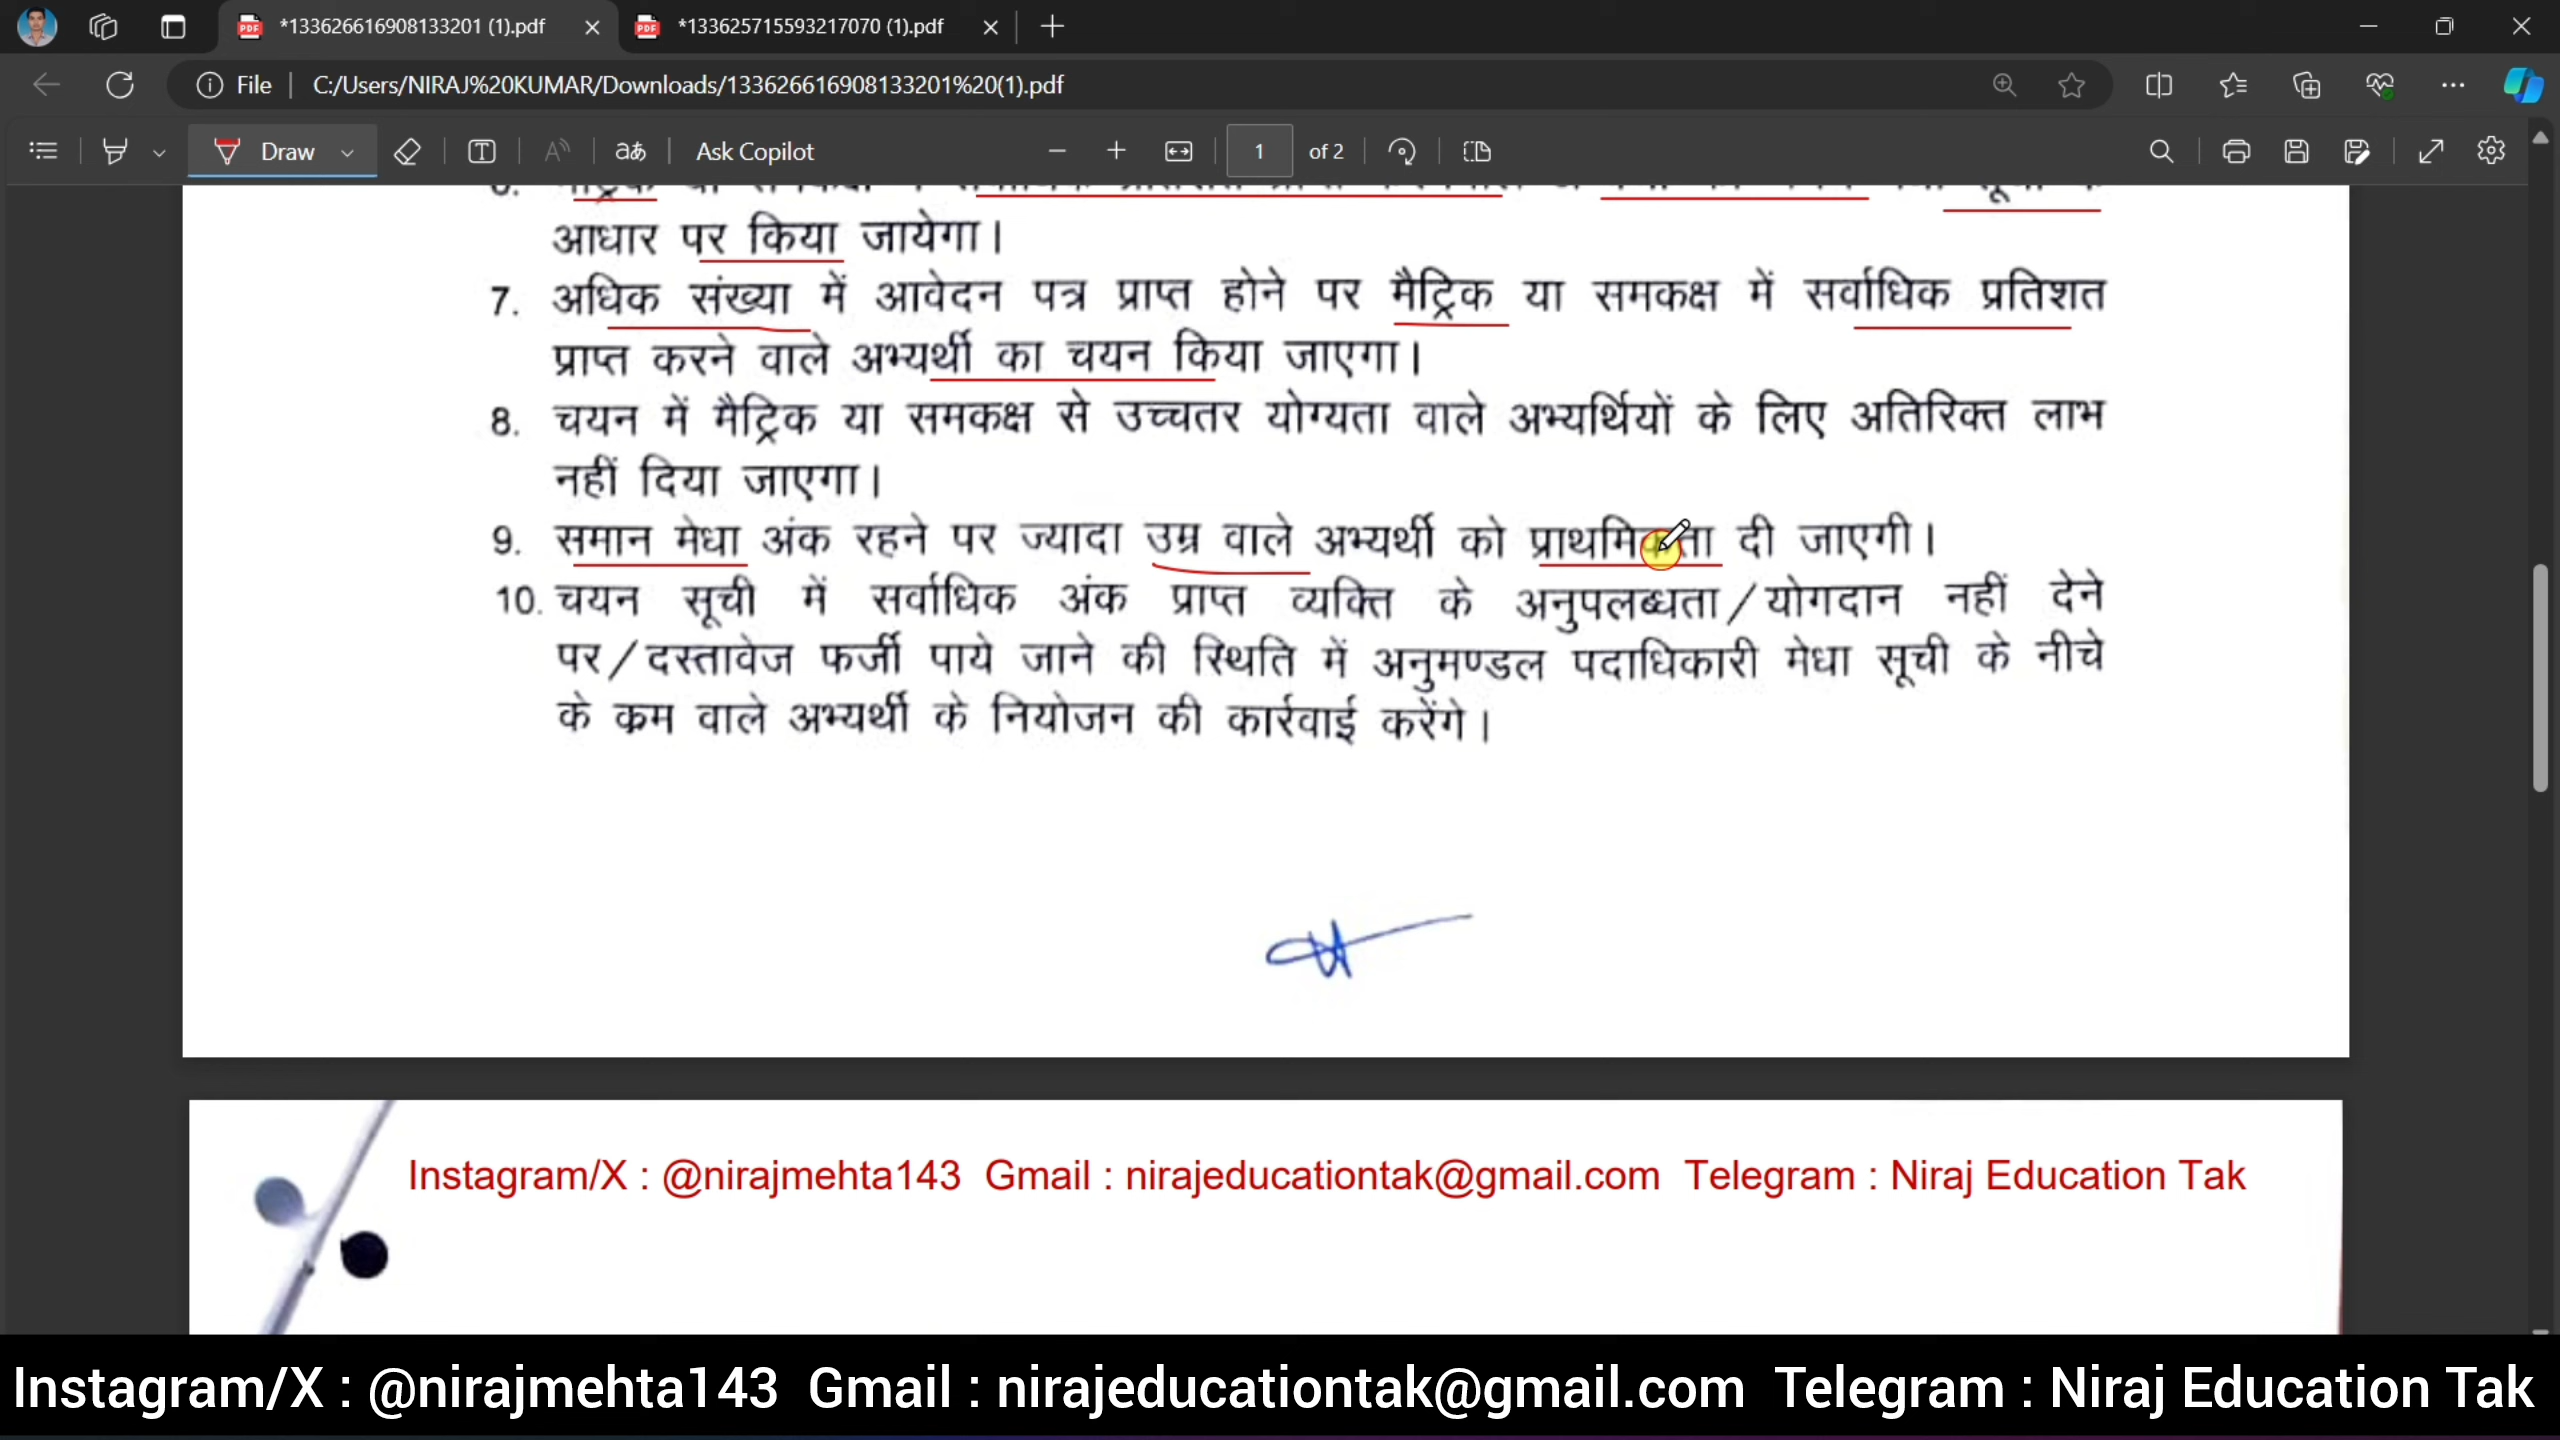 *133626616908133201 (1).pdf
*133625715593217070 (1).pdf
File
C:/Users/NIRAJ%20KUMAR/Downloads/133626616908133201%20(1).pdf
Draw
aあ
Ask Copilot
1 of 2
आधार पर किया जायेगा।
7. अधिक संख्या में आवेदन पत्र प्राप्त होने पर मैट्रिक या समकक्ष में सर्वाधिक प्रतिशत
प्राप्त करने वाले अभ्यर्थी का चयन किया जाएगा।
8. चयन में मैट्रिक या समकक्ष से उच्चतर योग्यता वाले अभ्यर्थियों के लिए अतिरिक्त लाभ
नहीं दिया जाएगा।
9. समान मेधा अंक रहने पर ज्यादा उम्र वाले अभ्यर्थी को प्राथमिकता दी जाएगी।
10. चयन सूची में सर्वाधिक अंक प्राप्त व्यक्ति के अनुपलब्धता/योगदान नहीं देने
पर/दस्तावेज फर्जी पाये जाने की स्थिति में अनुमण्डल पदाधिकारी मेधा सूची के नीचे
के क्रम वाले अभ्यर्थी के नियोजन की कार्रवाई करेंगे।
Instagram/X : @nirajmehta143 Gmail : nirajeducationtak@gmail.com Telegram : Niraj Education Tak
Instagram/X : @nirajmehta143 Gmail : nirajeducationtak@gmail.com Telegram : Niraj Education Tak